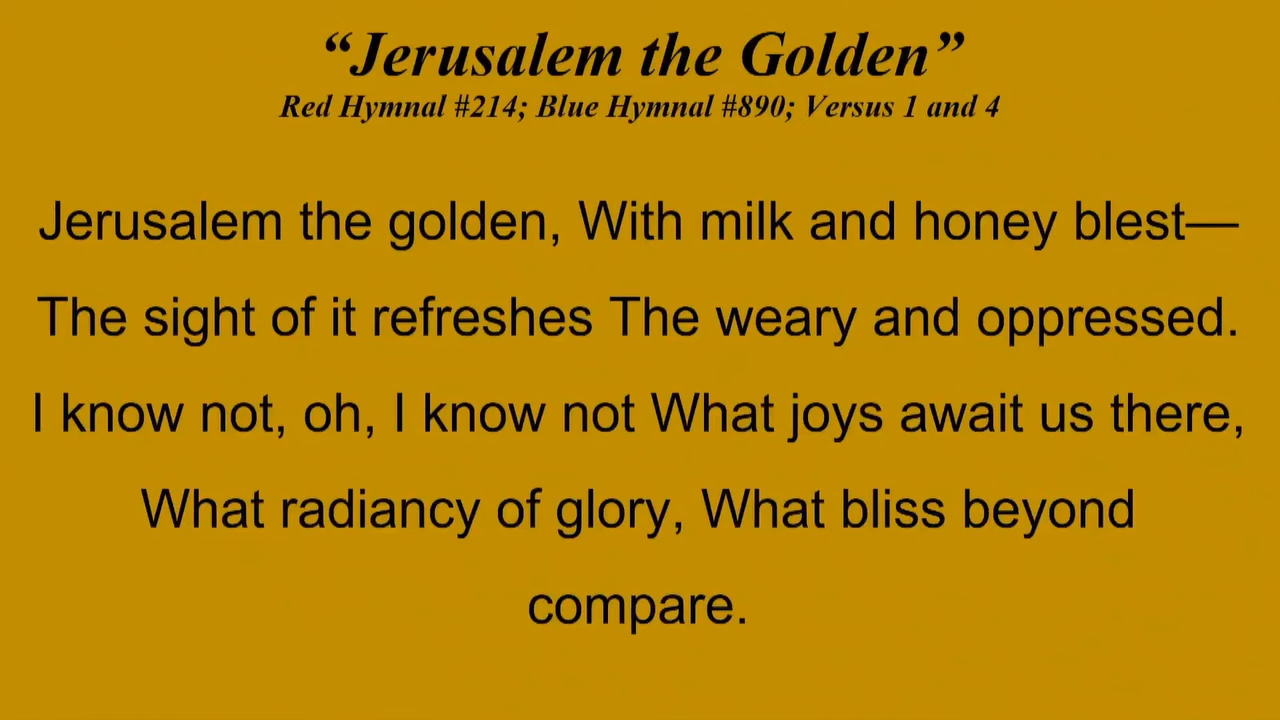 “Jerusalem the Golden”
Red Hymnal #214; Blue Hymnal #890; Versus 1 and 4
Jerusalem the golden, With milk and honey blest—
The sight of it refreshes The weary and oppressed.
I know not, oh, I know not What joys await us there,
What radiancy of glory, What bliss beyond
compare.